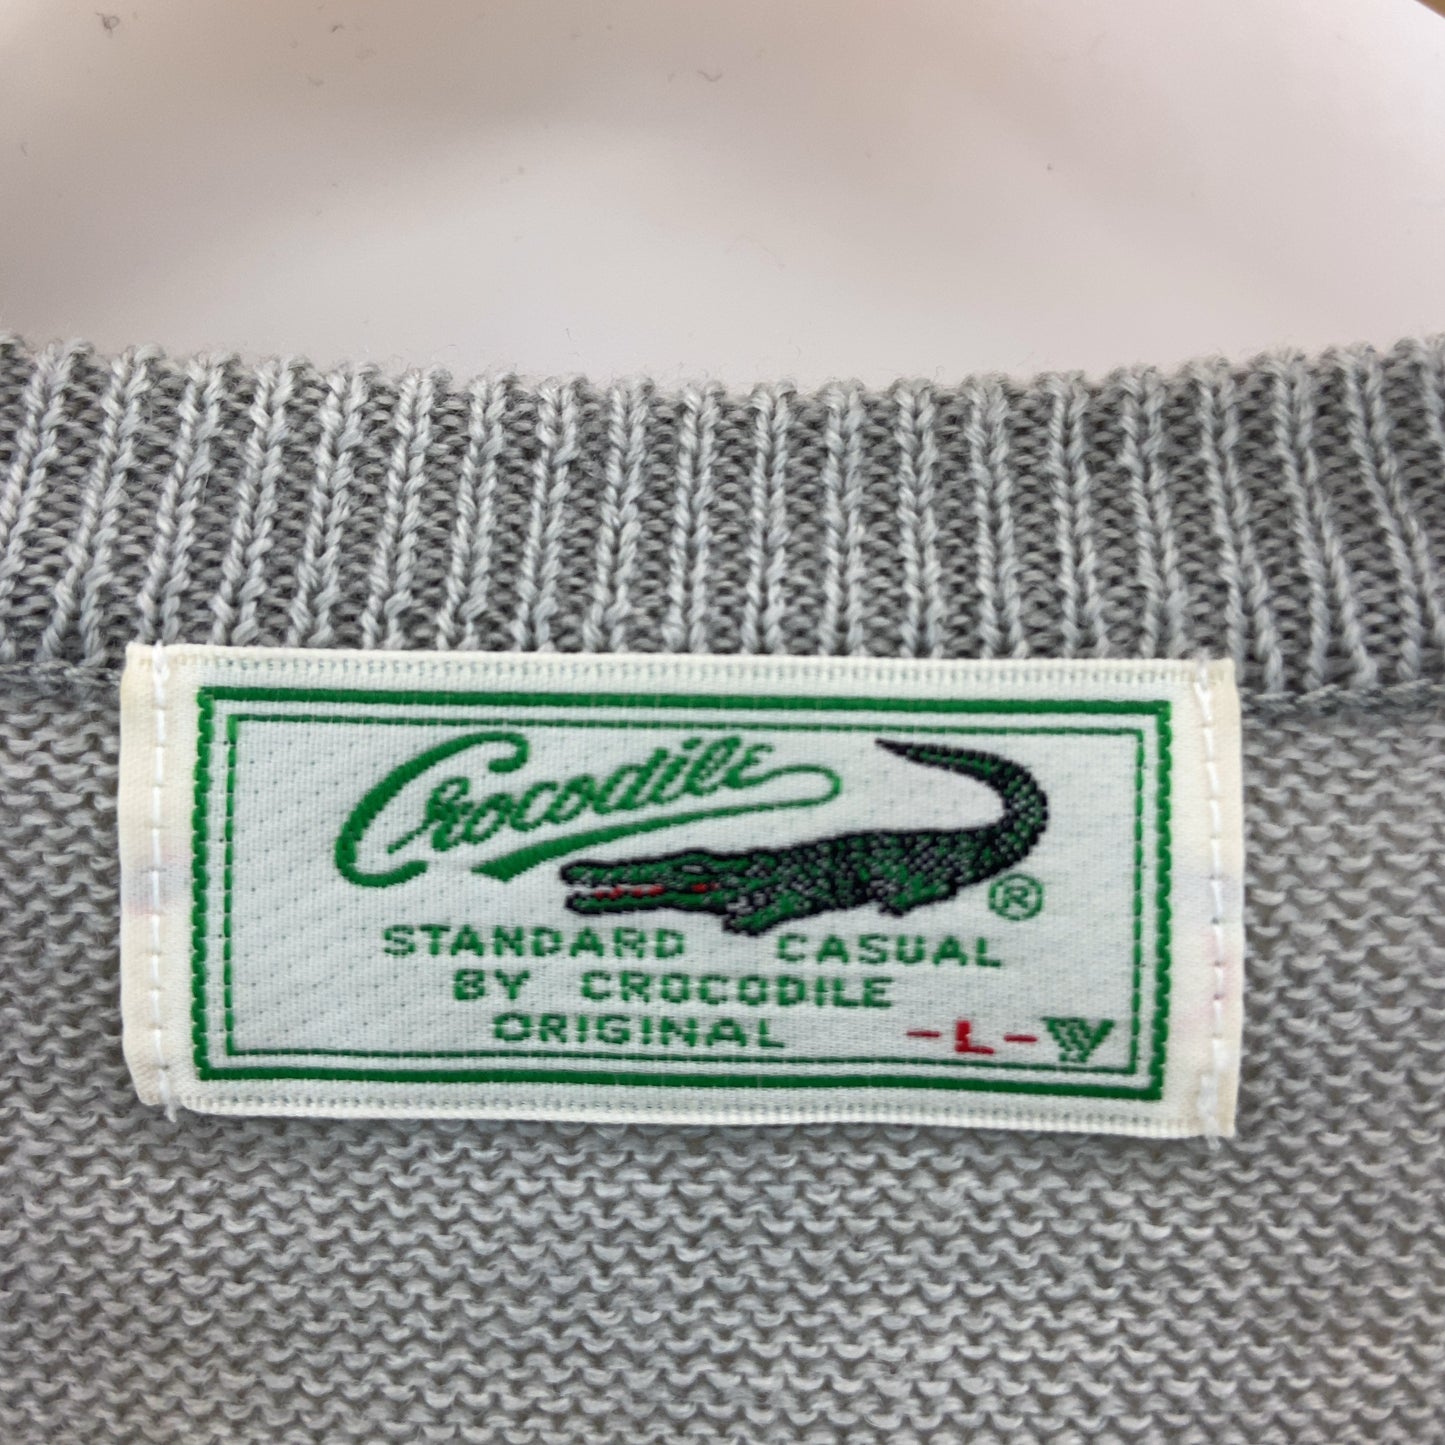 Crocodile
®
STANDARD CASUAL
BY CROCODILE
ORIGINAL -L-